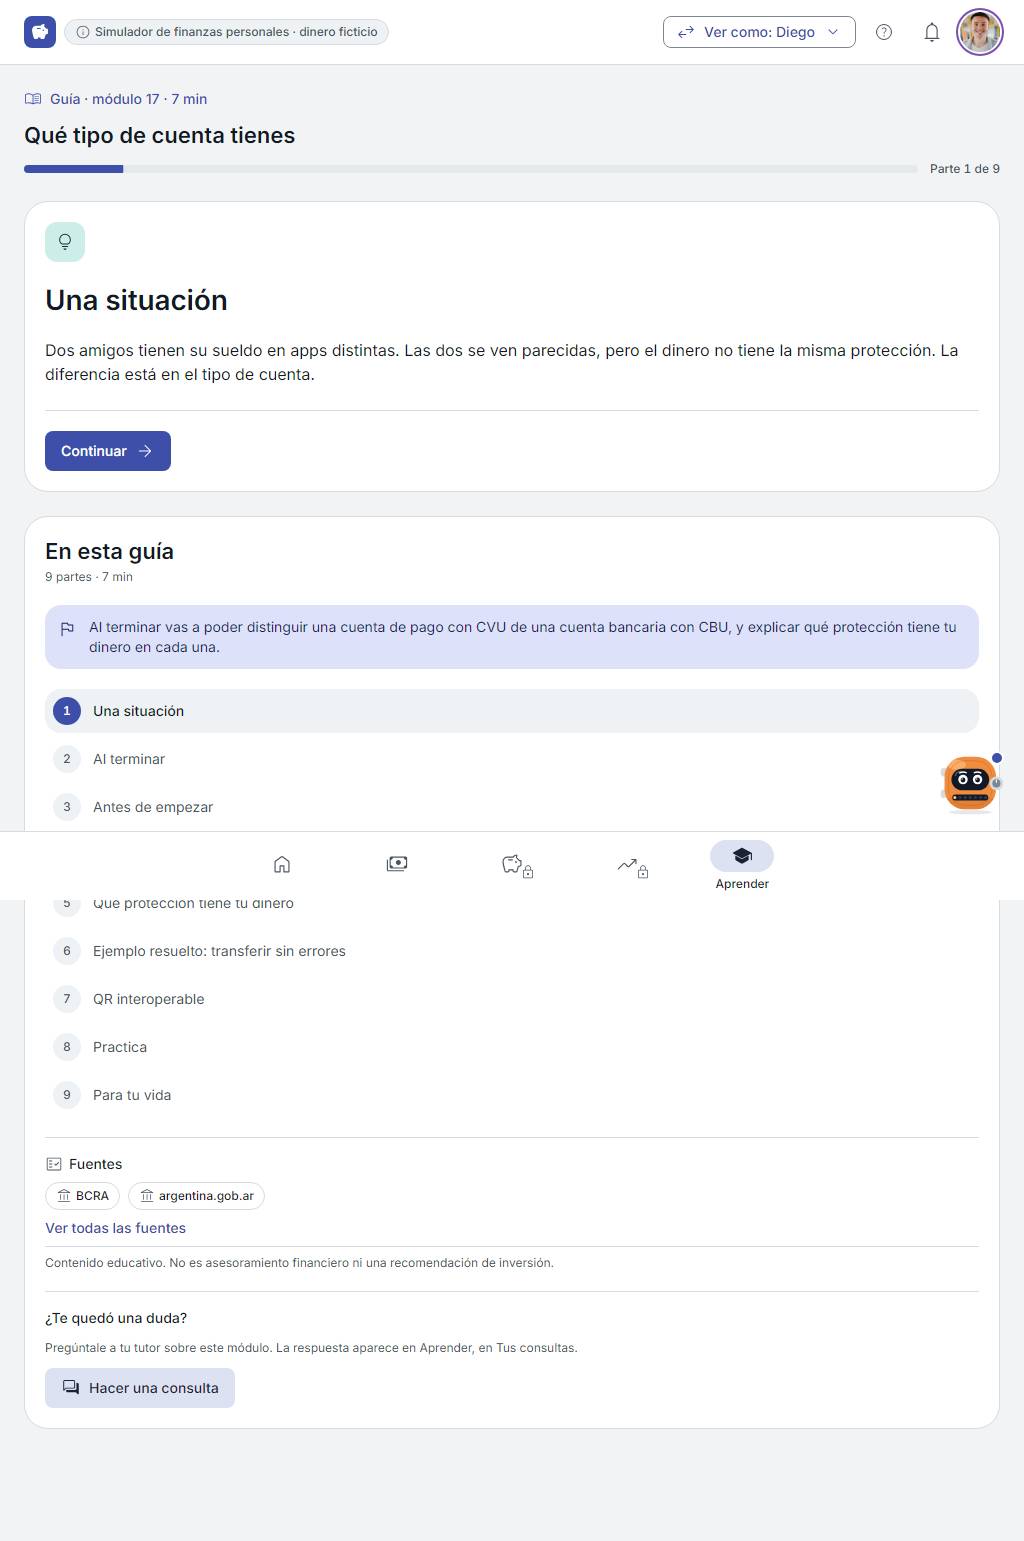 Simulador de finanzas personales · dinero ficticio
Ver como: Diego
Guía · módulo 17 · 7 min
Qué tipo de cuenta tienes
Parte 1 de 9
Una situación
Dos amigos tienen su sueldo en apps distintas. Las dos se ven parecidas, pero el dinero no tiene la misma protección. La
diferencia está en el tipo de cuenta.
Continuar
En esta guía
9 partes · 7 min
Al terminar vas a poder distinguir una cuenta de pago con CVU de una cuenta bancaria con CBU, y explicar qué protección tiene tu
dinero en cada una.
1 Una situación
2 Al terminar
3 Antes de empezar
Aprender
5 Qué protección tiene tu dinero
6 Ejemplo resuelto: transferir sin errores
7 QR interoperable
8 Practica
9 Para tu vida
Fuentes
BCRA
argentina.gob.ar
Ver todas las fuentes
Contenido educativo. No es asesoramiento financiero ni una recomendación de inversión.
¿Te quedó una duda?
Pregúntale a tu tutor sobre este módulo. La respuesta aparece en Aprender, en Tus consultas.
Hacer una consulta